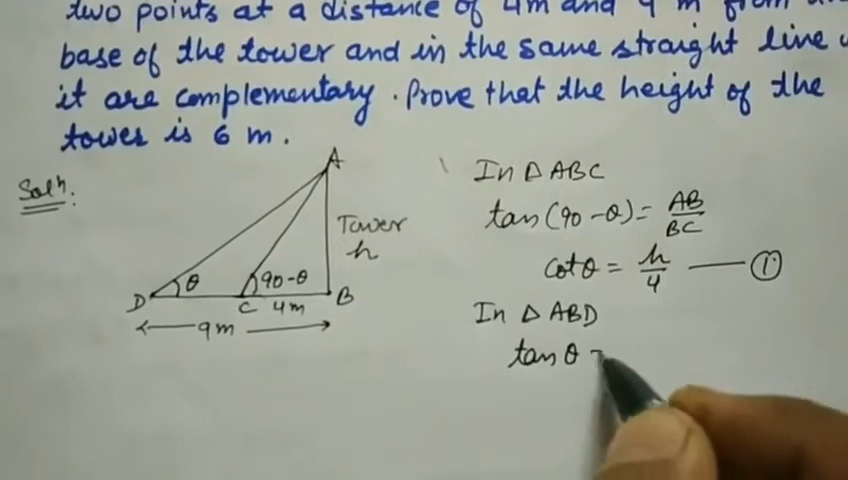 two points at a distance of 4m and 9 m from
base of the tower and in the same straight line
it are complementary. Prove that the height of the
tower is 6 m.
Soln.
A
Tower
h
θ
90-θ
D
C
4m
B
9m
In △ ABC
tan(90-θ) = AB/BC
cotθ = h/4 —— ①
In △ ABD
tanθ =